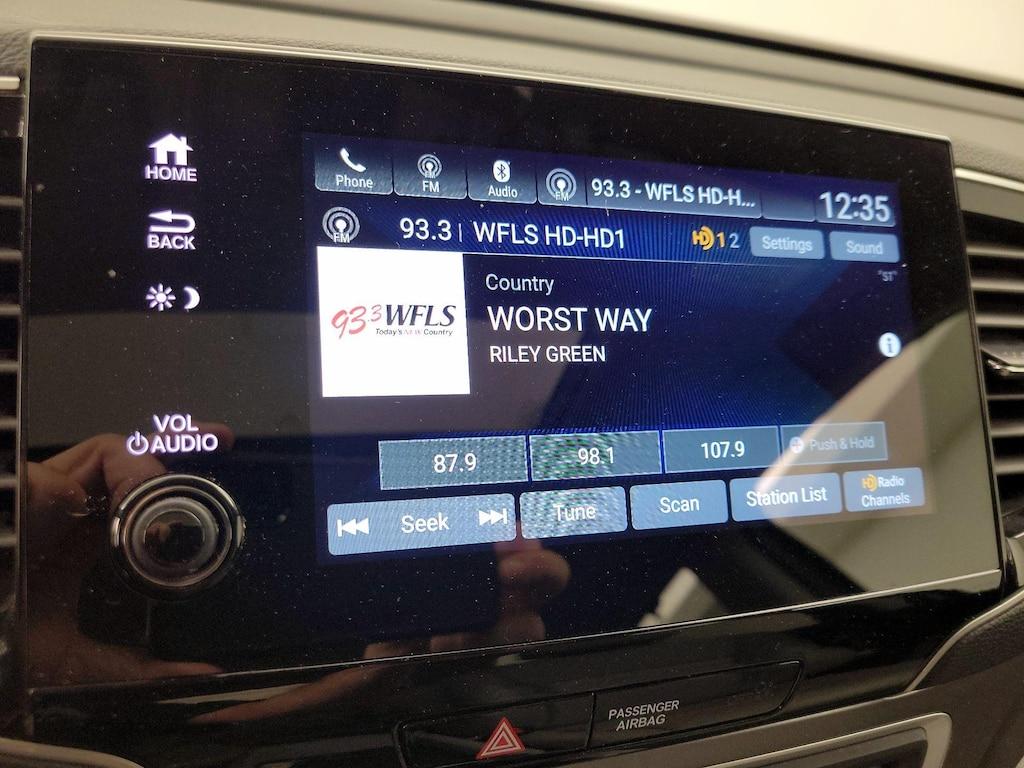 HOME
BACK
VOL
AUDIO
Phone
FM
Audio
FM
93.3 - WFLS HD-H...
12:35
FM
93.3 | WFLS HD-HD1
HD 1 2
Settings
Sound
"ST"
93.3 WFLS
Today's NEW Country
Country
WORST WAY
RILEY GREEN
i
87.9
98.1
107.9
Push & Hold
Seek
Tune
Scan
Station List
HD Radio
Channels
PASSENGER
AIRBAG